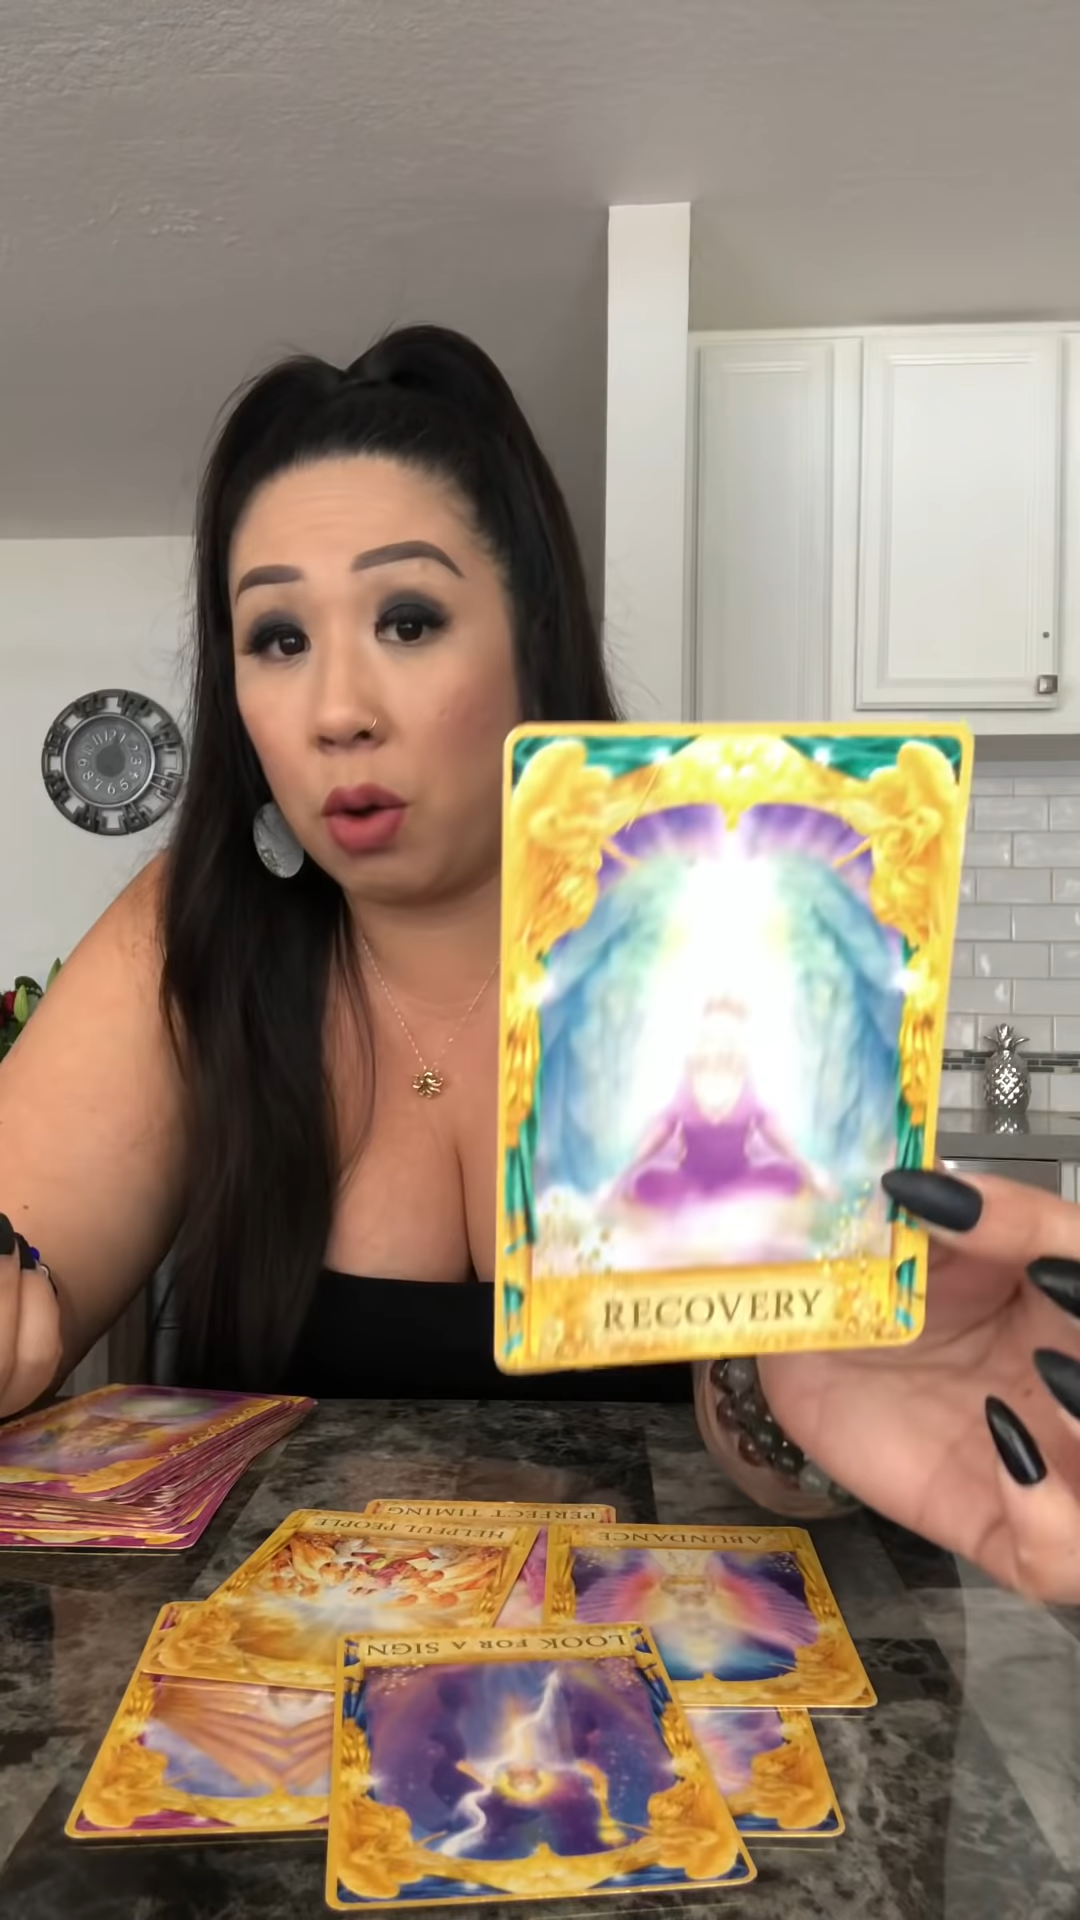 RECOVERY
PERFECT TIMING
HELPFUL PEOPLE
ABUNDANCE
LOOK FOR A SIGN